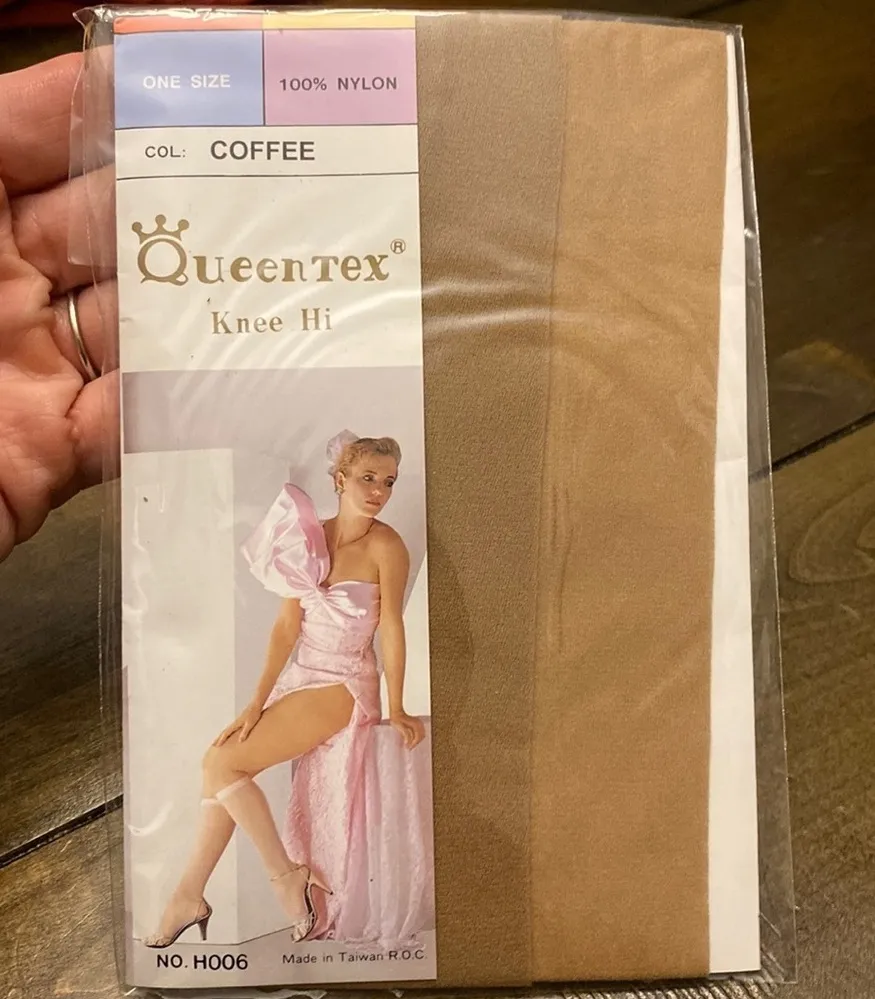 ONE SIZE
100% NYLON
COL: COFFEE
QueenTex®
Knee Hi
NO. H006
Made in Taiwan R.O.C.